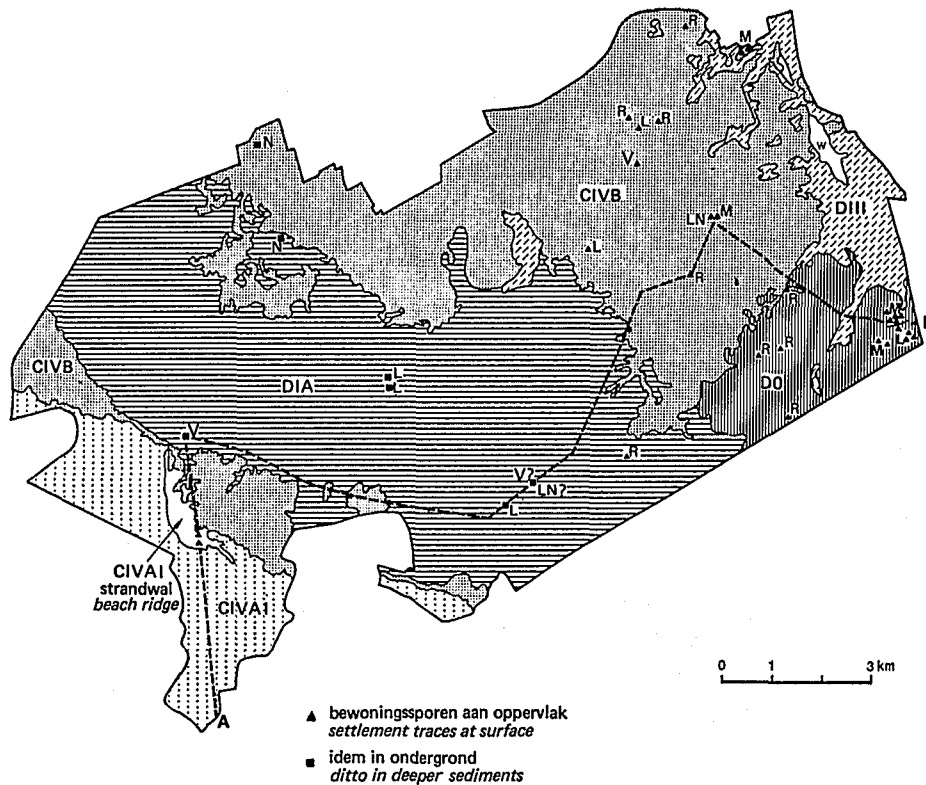 R
M
R
L
R
W
N
V
CIVB
DIII
LN
M
N
L
R
R
CIVB
L
L
DIA
R
R
M
L
D0
R
V
R
V?
LN?
L
CIVAI
strandwal
beach ridge
CIVA1
A
0 1 3 km
bewoningssporen aan oppervlak
settlement traces at surface
idem in ondergrond
ditto in deeper sediments